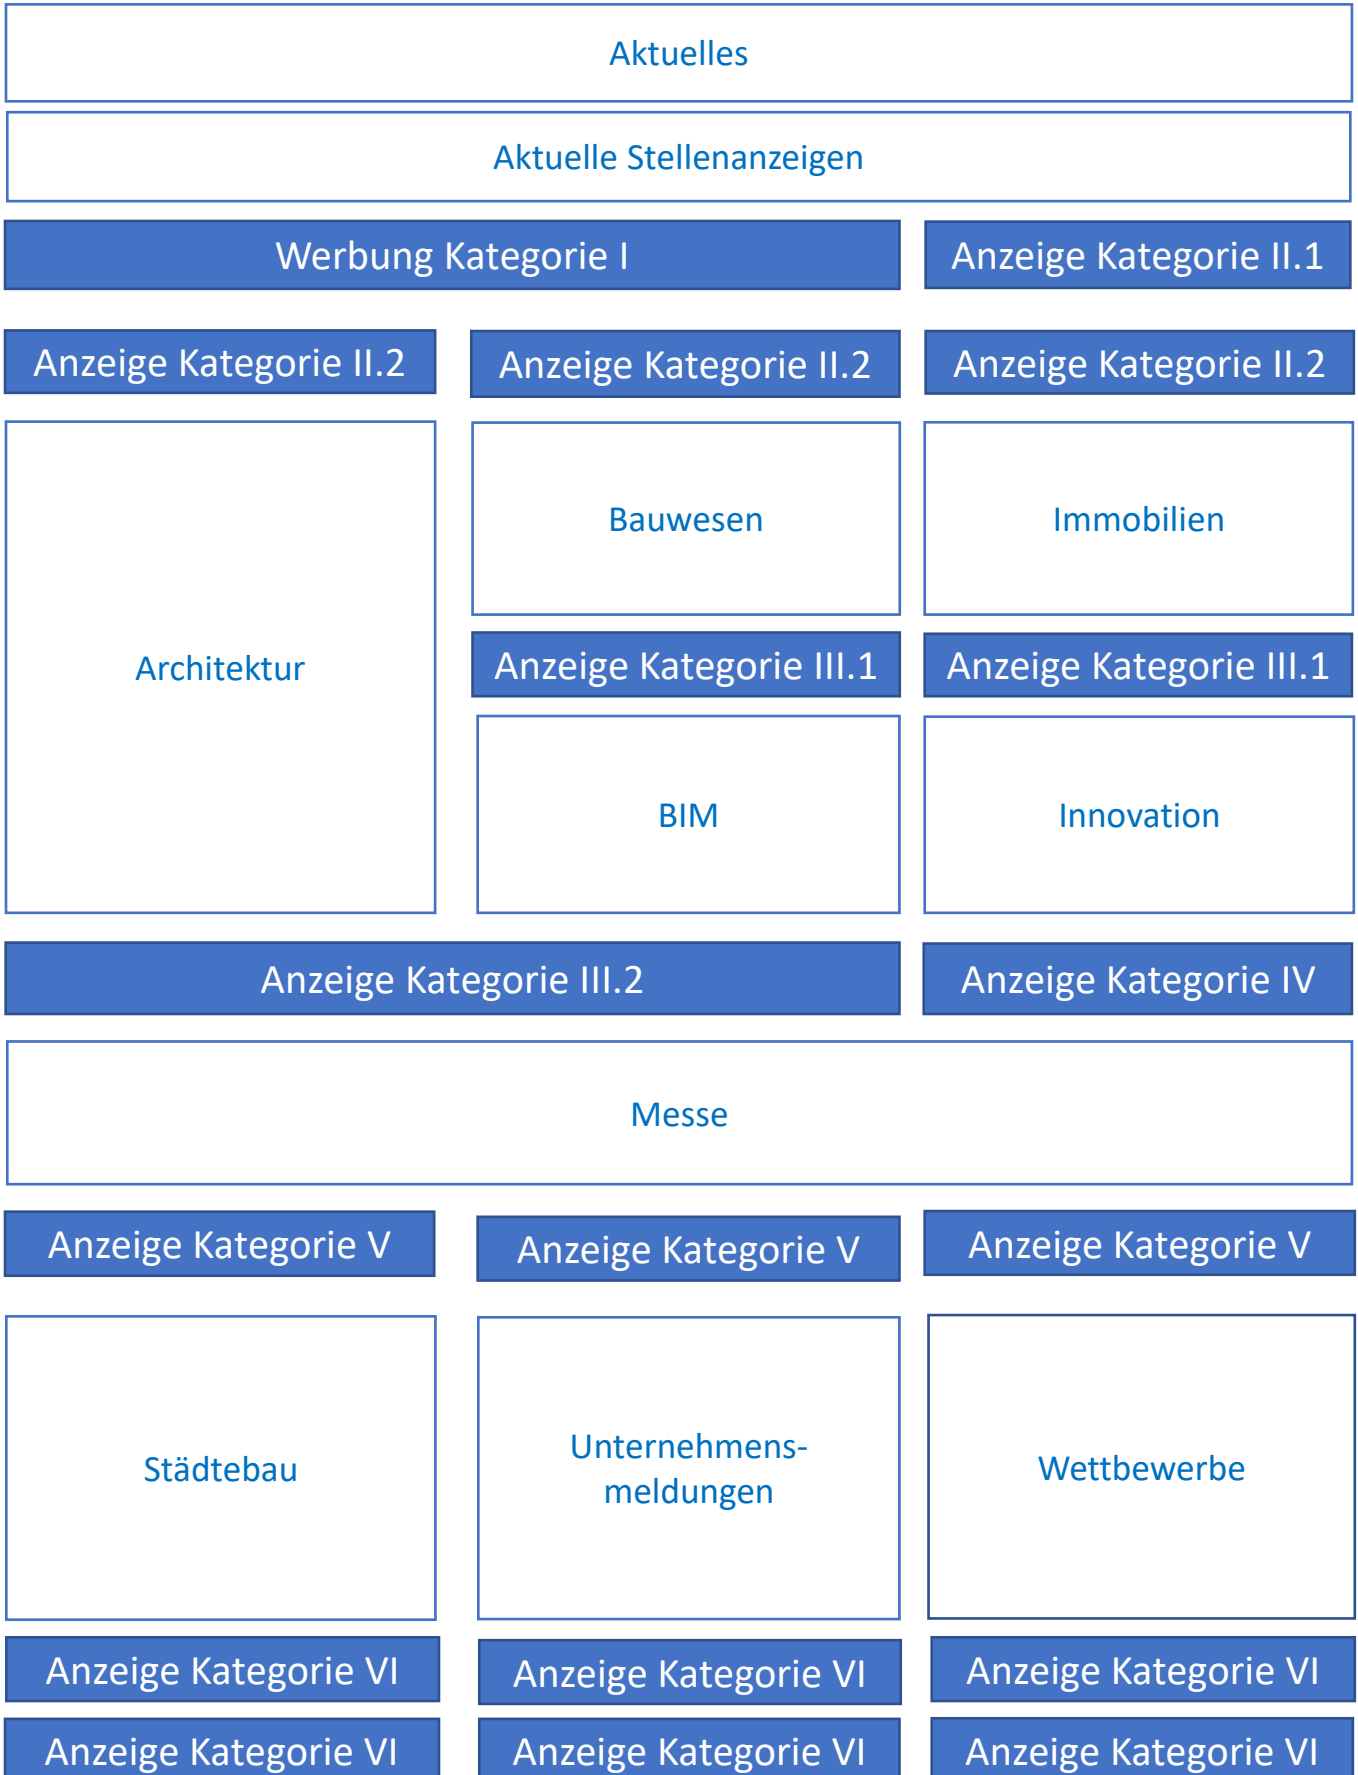 Aktuelles
Aktuelle Stellenanzeigen
Werbung Kategorie I
Anzeige Kategorie II.1
Anzeige Kategorie II.2
Anzeige Kategorie II.2
Anzeige Kategorie II.2
Architektur
Bauwesen
Immobilien
Anzeige Kategorie III.1
Anzeige Kategorie III.1
BIM
Innovation
Anzeige Kategorie III.2
Anzeige Kategorie IV
Messe
Anzeige Kategorie V
Anzeige Kategorie V
Anzeige Kategorie V
Städtebau
Unternehmens-
meldungen
Wettbewerbe
Anzeige Kategorie VI
Anzeige Kategorie VI
Anzeige Kategorie VI
Anzeige Kategorie VI
Anzeige Kategorie VI
Anzeige Kategorie VI